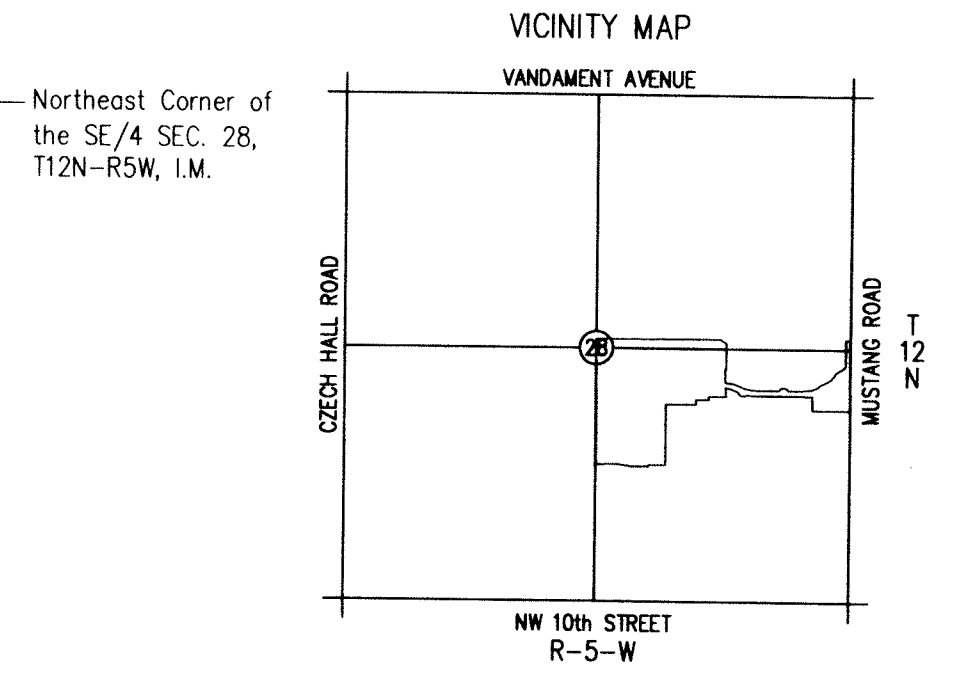 VICINITY MAP
VANDAMENT AVENUE
Northeast Corner of
the SE/4 SEC. 28,
T12N-R5W, I.M.
CZECH HALL ROAD
28
MUSTANG ROAD
T
12
N
NW 10th STREET
R-5-W